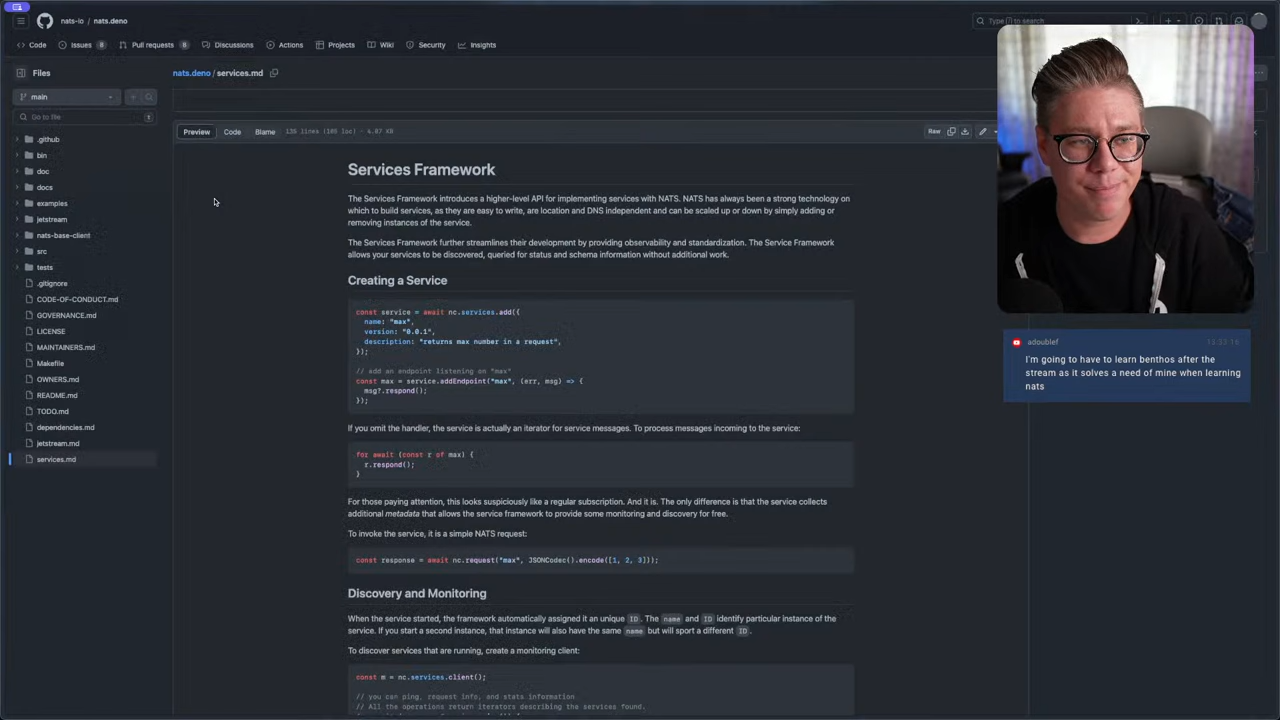 nats-io / nats.deno
Type / to search
Code
Issues 8
Pull requests 8
Discussions
Actions
Projects
Wiki
Security
Insights
Files
main
Go to file
.github
bin
doc
docs
examples
jetstream
nats-base-client
src
tests
.gitignore
CODE-OF-CONDUCT.md
GOVERNANCE.md
LICENSE
MAINTAINERS.md
Makefile
OWNERS.md
README.md
TODO.md
dependencies.md
jetstream.md
services.md
nats.deno / services.md
Preview
Code
Blame
Raw
Services Framework
The Services Framework introduces a higher-level API for implementing services with NATS. NATS has always been a strong technology on
which to build services, as they are easy to write, are location and DNS independent and can be scaled up or down by simply adding or
removing instances of the service.
The Services Framework further streamlines their development by providing observability and standardization. The Service Framework
allows your services to be discovered, queried for status and schema information without additional work.
Creating a Service
const service = await nc.services.add({
name: "max",
version: "0.0.1",
description: "returns max number in a request",
});
// add an endpoint listening on "max"
const max = service.addEndpoint("max", (err, msg) => {
msg?.respond();
});
If you omit the handler, the service is actually an iterator for service messages. To process messages incoming to the service:
for await (const r of max) {
r.respond();
}
For those paying attention, this looks suspiciously like a regular subscription. And it is. The only difference is that the service collects
additional metadata that allows the service framework to provide some monitoring and discovery for free.
To invoke the service, it is a simple NATS request:
const response = await nc.request("max", JSONCodec().encode([1, 2, 3]));
Discovery and Monitoring
When the service started, the framework automatically assigned it an unique ID. The name and ID identify particular instance of the
service. If you start a second instance, that instance will also have the same name but will sport a different ID.
To discover services that are running, create a monitoring client:
const m = nc.services.client();
// you can ping, request info, and stats information
// All the operations return iterators describing the services found.
adoublef
I'm going to have to learn benthos after the
stream as it solves a need of mine when learning
nats